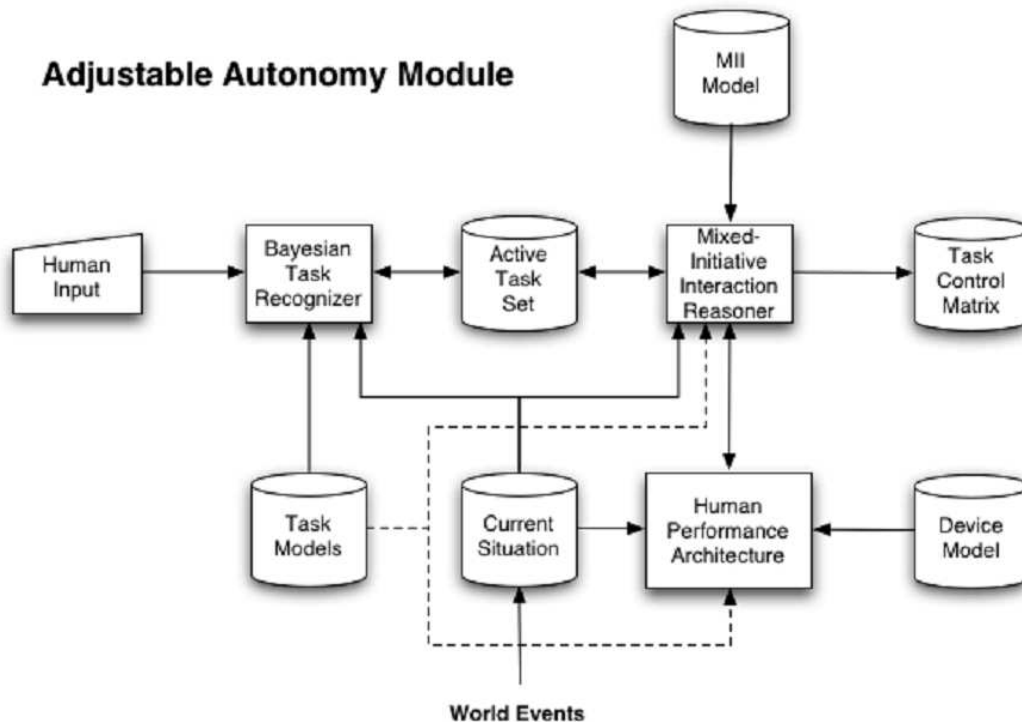 MII
Model
Adjustable Autonomy Module
Human
Input
Bayesian
Task
Recognizer
Active
Task
Set
Mixed-
Initiative
Interaction
Reasoner
Task
Control
Matrix
Task
Models
Current
Situation
Human
Performance
Architecture
Device
Model
World Events